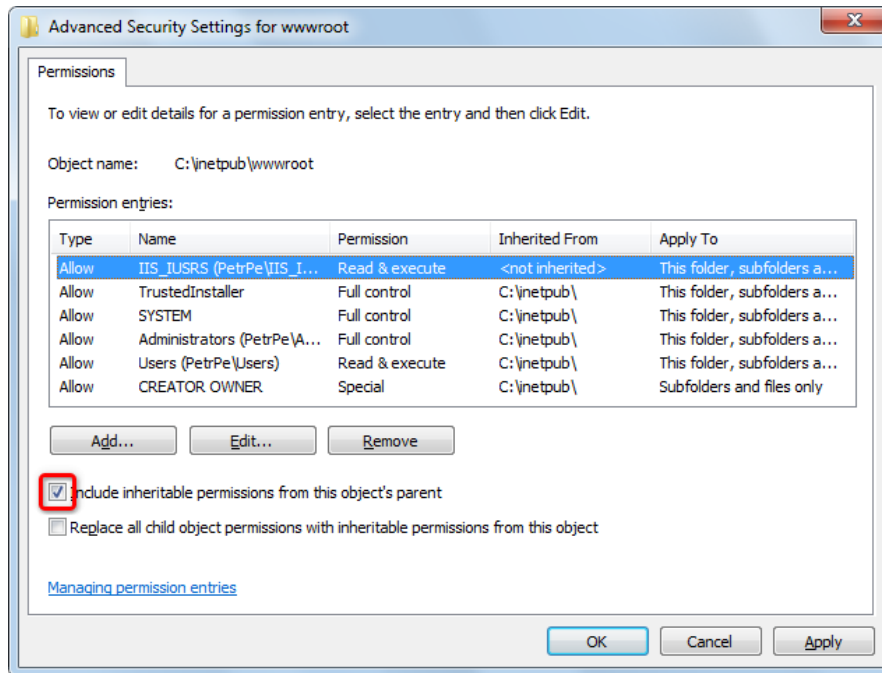 Advanced Security Settings for wwwroot
Permissions
To view or edit details for a permission entry, select the entry and then click Edit.
Object name: C:\inetpub\wwwroot
Permission entries:
Type Name Permission Inherited From Apply To
Allow IIS_IUSRS (PetrPe\IIS_I... Read & execute <not inherited> This folder, subfolders a...
Allow TrustedInstaller Full control C:\inetpub\ This folder, subfolders a...
Allow SYSTEM Full control C:\inetpub\ This folder, subfolders a...
Allow Administrators (PetrPe\A... Full control C:\inetpub\ This folder, subfolders a...
Allow Users (PetrPe\Users) Read & execute C:\inetpub\ This folder, subfolders a...
Allow CREATOR OWNER Special C:\inetpub\ Subfolders and files only
Add... Edit... Remove
Include inheritable permissions from this object's parent
Replace all child object permissions with inheritable permissions from this object
Managing permission entries
OK Cancel Apply